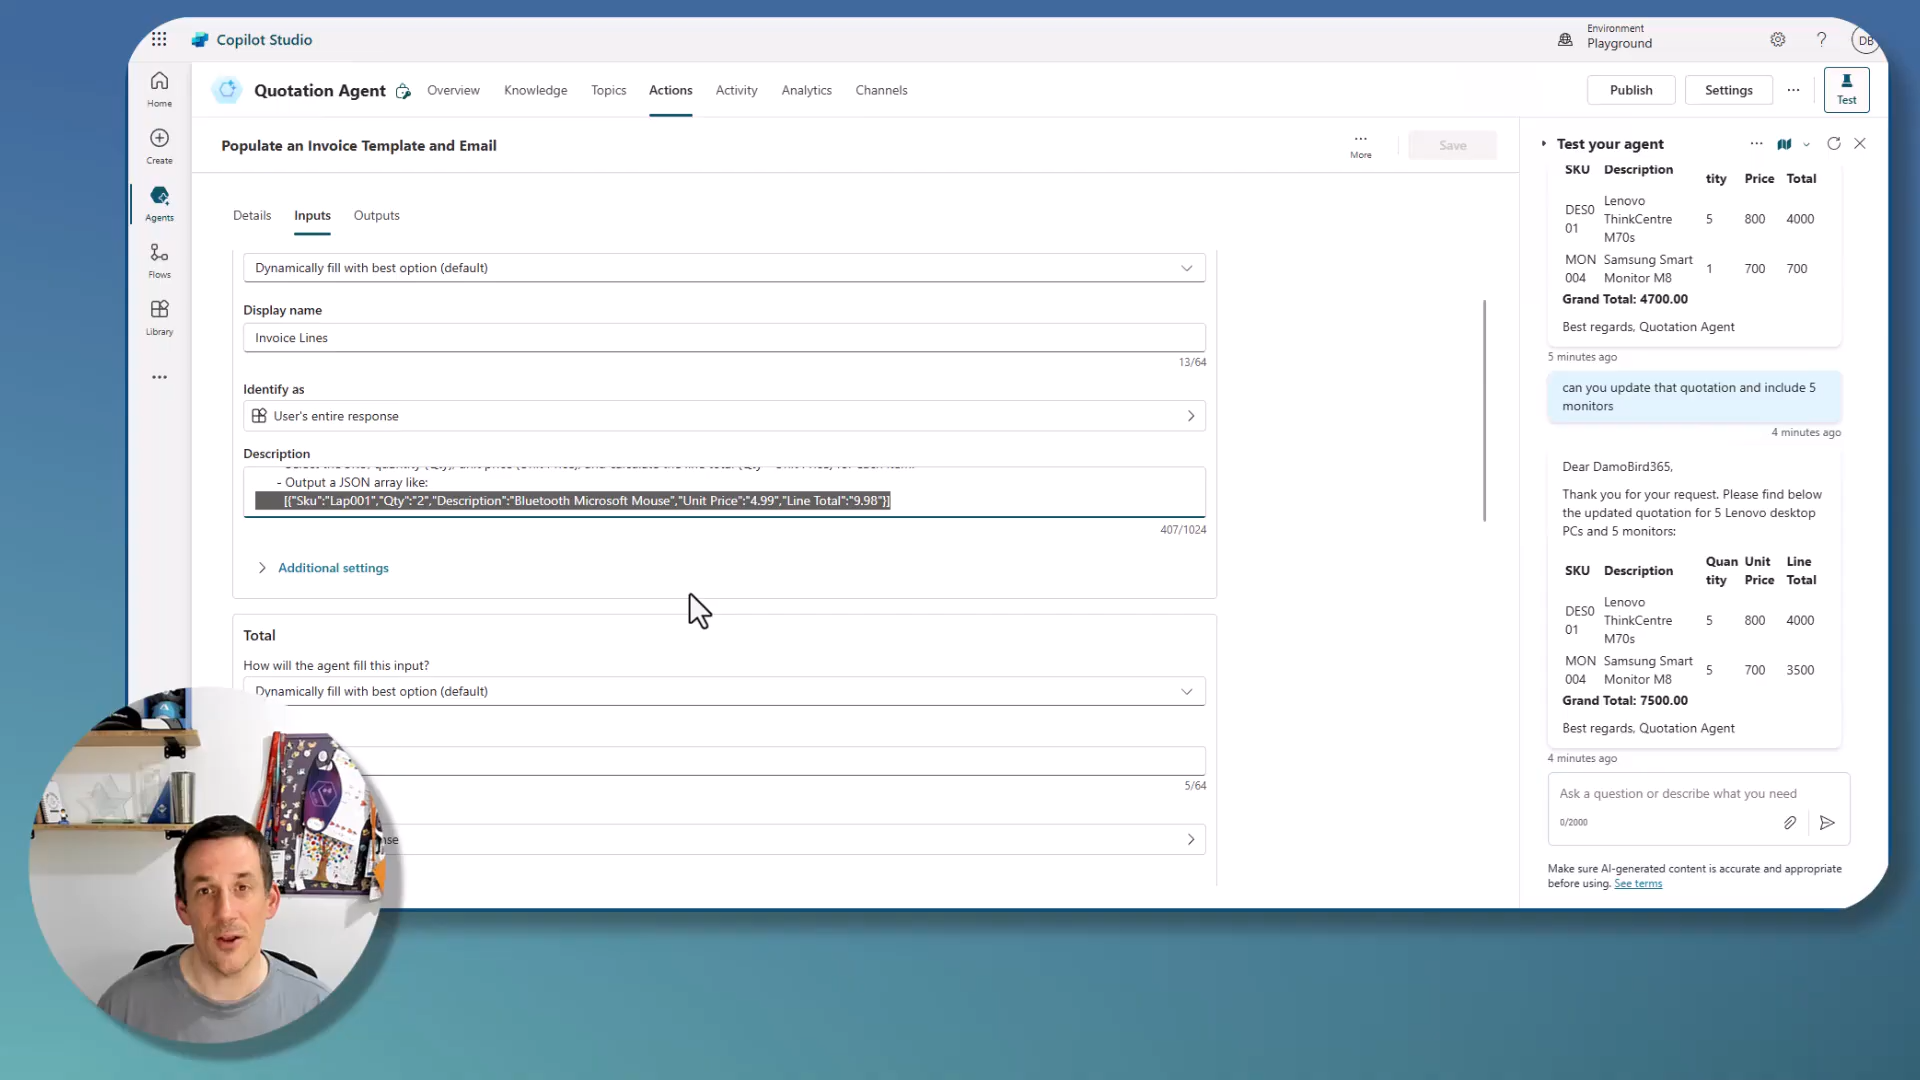 Copilot Studio
Environment
Playground
DB
Home
Create
Agents
Flows
Library
Quotation Agent
Overview
Knowledge
Topics
Actions
Activity
Analytics
Channels
Publish
Settings
Test
Populate an Invoice Template and Email
More
Save
Details
Inputs
Outputs
Dynamically fill with best option (default)
Display name
Invoice Lines
13/64
Identify as
User's entire response
Description
- Output a JSON array like:
[{"Sku":"Lap001","Qty":"2","Description":"Bluetooth Microsoft Mouse","Unit Price":"4.99","Line Total":"9.98"}]
407/1024
Additional settings
Total
How will the agent fill this input?
Dynamically fill with best option (default)
5/64
Test your agent
SKU Description tity Price Total
DES0 Lenovo 5 800 4000
01 ThinkCentre
M70s
MON Samsung Smart 1 700 700
004 Monitor M8
Grand Total: 4700.00
Best regards, Quotation Agent
5 minutes ago
can you update that quotation and include 5
monitors
4 minutes ago
Dear DamoBird365,
Thank you for your request. Please find below
the updated quotation for 5 Lenovo desktop
PCs and 5 monitors:
SKU Description Quan Unit Line
tity Price Total
DES0 Lenovo 5 800 4000
01 ThinkCentre
M70s
MON Samsung Smart 5 700 3500
004 Monitor M8
Grand Total: 7500.00
Best regards, Quotation Agent
4 minutes ago
Ask a question or describe what you need
0/2000
Make sure AI-generated content is accurate and appropriate
before using. See terms